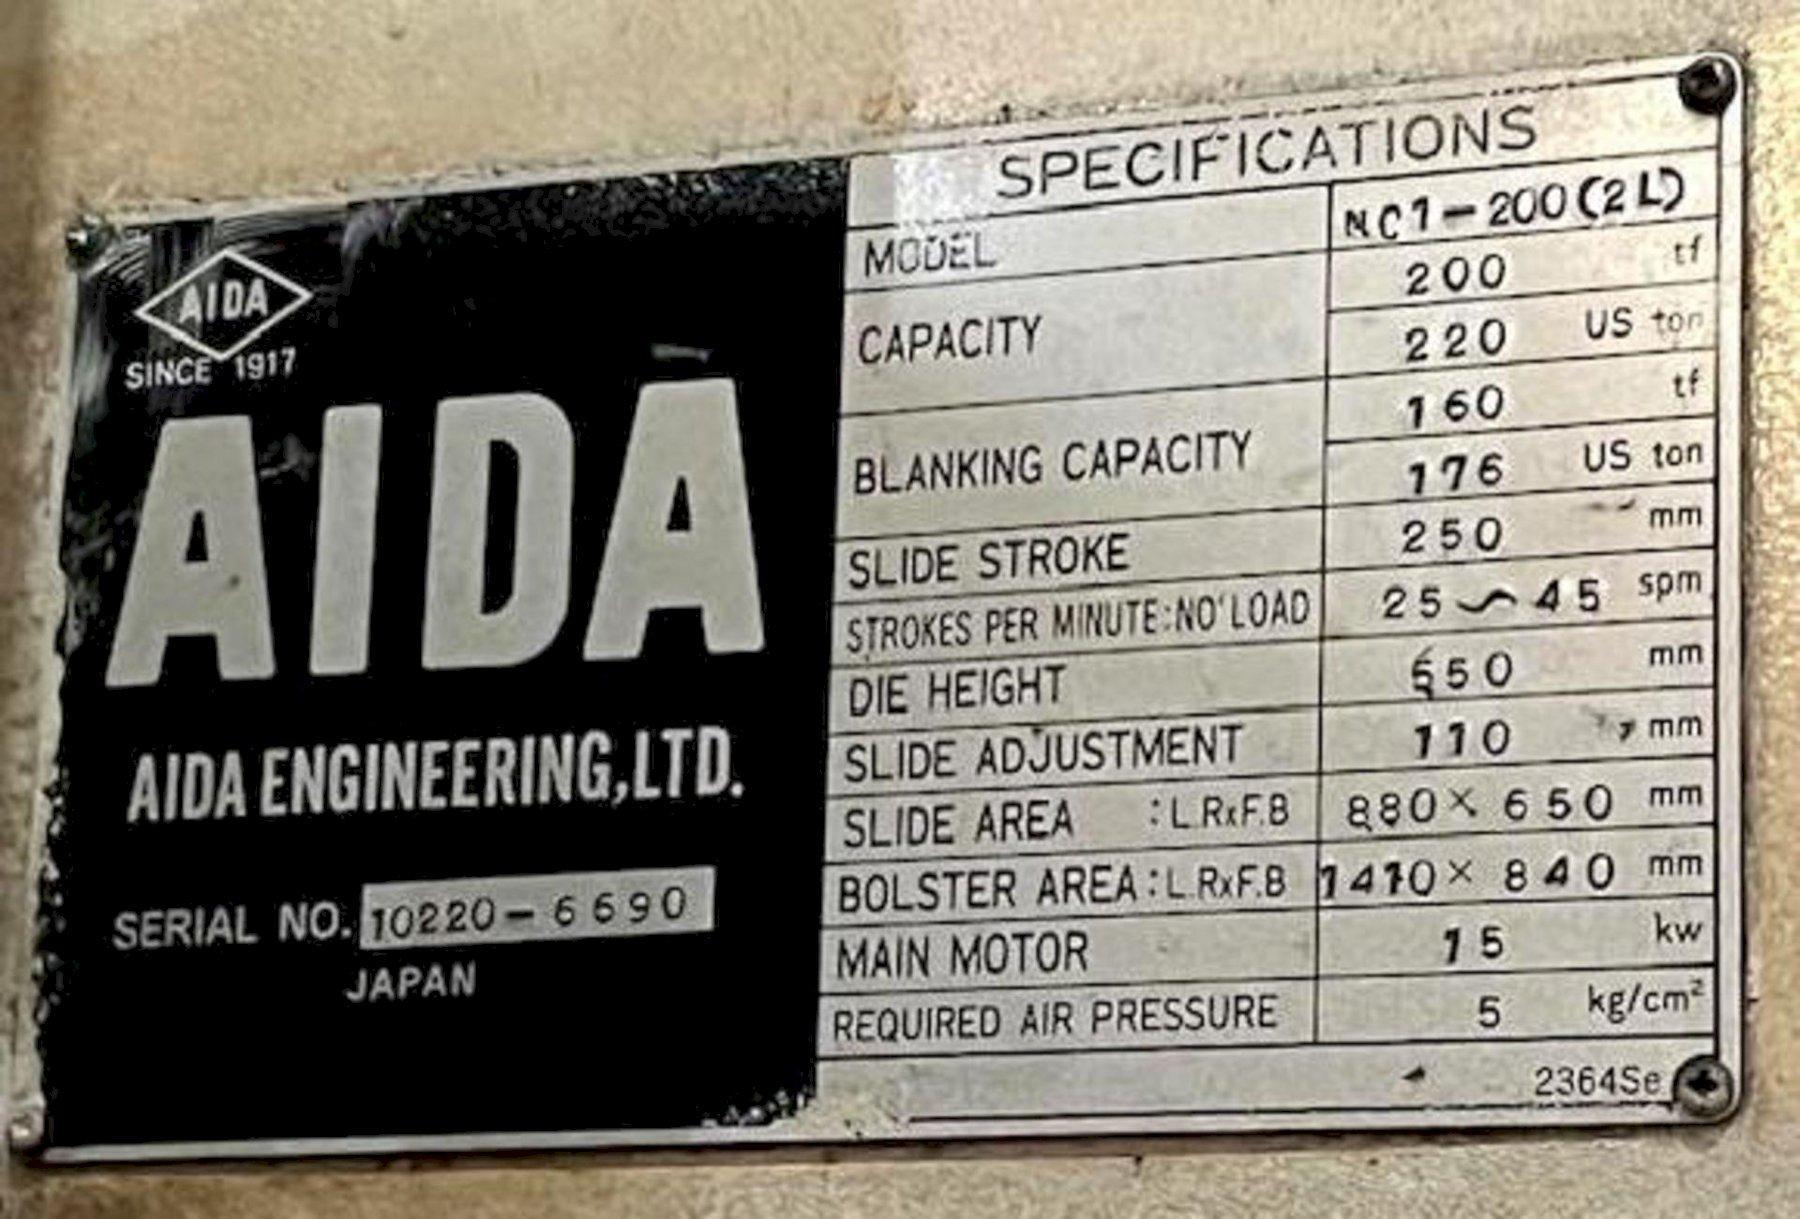 AIDA
SINCE 1917
AIDA
AIDA ENGINEERING,LTD.
SERIAL NO. 10220-6690
JAPAN
SPECIFICATIONS
MODEL NC1-200(2L)
CAPACITY 200 tf
220 US ton
BLANKING CAPACITY 160 tf
176 US ton
SLIDE STROKE 250 mm
STROKES PER MINUTE:NO LOAD 25~45 spm
DIE HEIGHT mm
SLIDE ADJUSTMENT 110 mm
SLIDE AREA :L.RxF.B 880×650 mm
BOLSTER AREA:L.RxF.B 1410×840 mm
MAIN MOTOR 15 kw
REQUIRED AIR PRESSURE 5 kg/cm²
2364Se